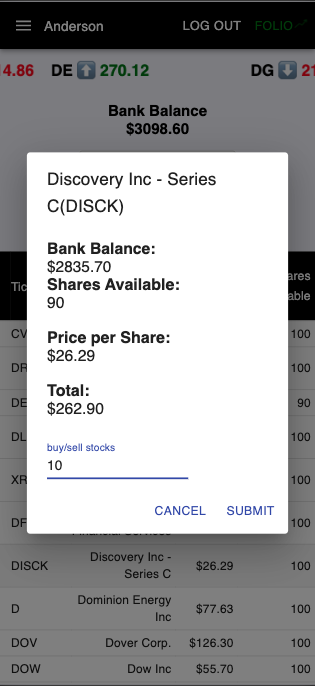 Anderson
LOG OUT
FOLIO
4.86 DE 270.12 DG 21
Bank Balance
$3098.60
Discovery Inc - Series
C(DISCK)
Bank Balance:
$2835.70
Shares Available:
90
Price per Share:
$26.29
Total:
$262.90
buy/sell stocks
10
CANCEL SUBMIT
Tic
ares
able
CV 100
DR 100
DE 90
DL 100
XR 100
DF Financial Services 100
DISCK Discovery Inc - $26.29 100
Series C
D Dominion Energy $77.63 100
Inc
DOV Dover Corp. $126.30 100
DOW Dow Inc $55.70 100